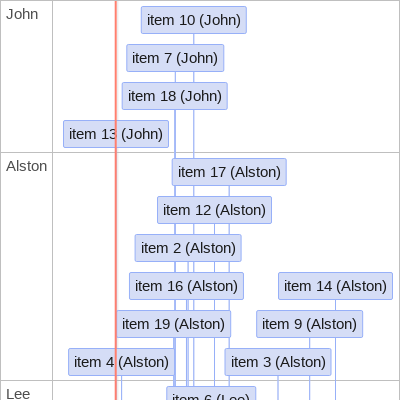 John
item 10 (John)
item 7 (John)
item 18 (John)
item 13 (John)
Alston
item 17 (Alston)
item 12 (Alston)
item 2 (Alston)
item 16 (Alston)
item 14 (Alston)
item 19 (Alston)
item 9 (Alston)
item 4 (Alston)
item 3 (Alston)
Lee
item 6 (Lee)